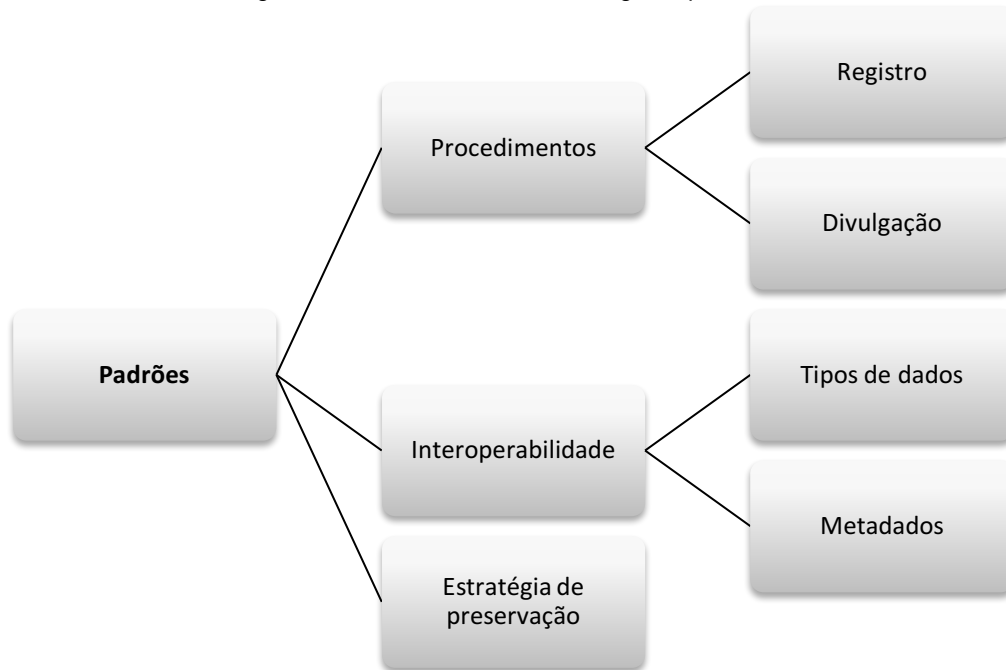 Registro
Procedimentos
Divulgação
Padrões
Tipos de dados
Interoperabilidade
Metadados
Estratégia de
preservação